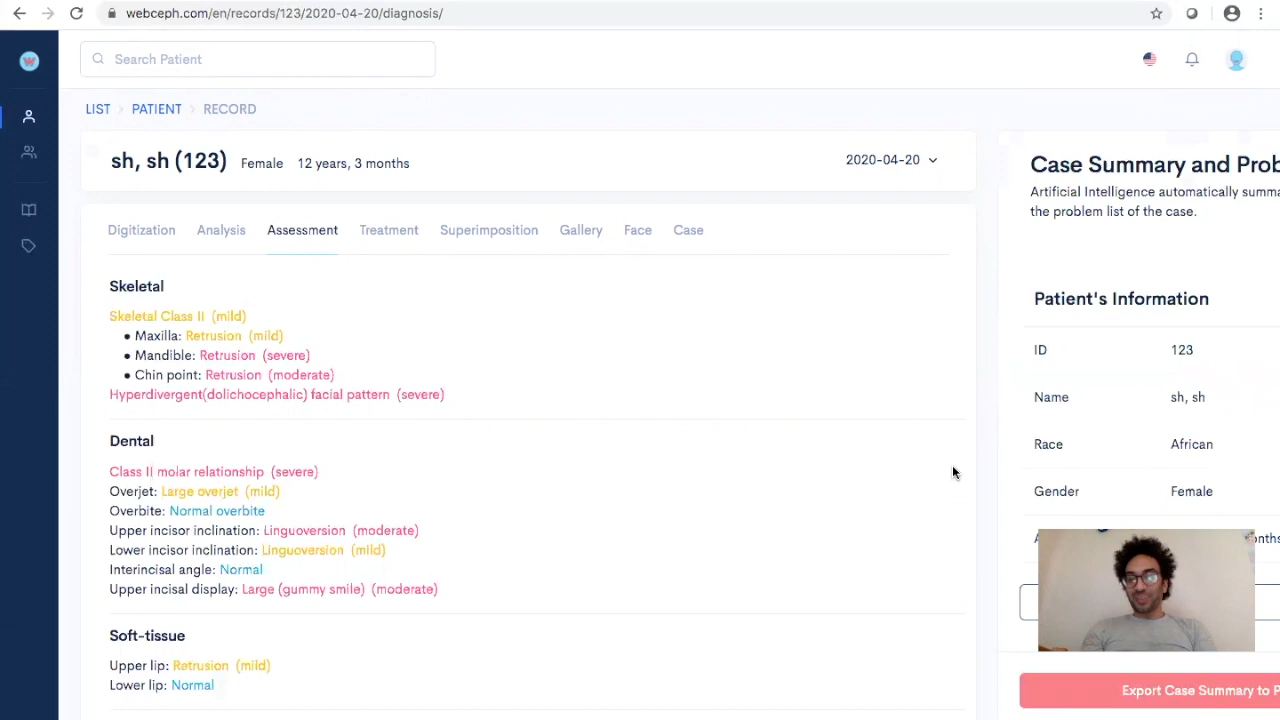 webceph.com/en/records/123/2020-04-20/diagnosis/
Search Patient
LIST > PATIENT > RECORD
sh, sh (123) Female 12 years, 3 months
2020-04-20
Digitization Analysis Assessment Treatment Superimposition Gallery Face Case
Skeletal
Skeletal Class II (mild)
• Maxilla: Retrusion (mild)
• Mandible: Retrusion (severe)
• Chin point: Retrusion (moderate)
Hyperdivergent(dolichocephalic) facial pattern (severe)
Dental
Class II molar relationship (severe)
Overjet: Large overjet (mild)
Overbite: Normal overbite
Upper incisor inclination: Linguoversion (moderate)
Lower incisor inclination: Linguoversion (mild)
Interincisal angle: Normal
Upper incisal display: Large (gummy smile) (moderate)
Soft-tissue
Upper lip: Retrusion (mild)
Lower lip: Normal
Case Summary and Prob
Artificial Intelligence automatically summa
the problem list of the case.
Patient's Information
ID 123
Name sh, sh
Race African
Gender Female
Export Case Summary to P